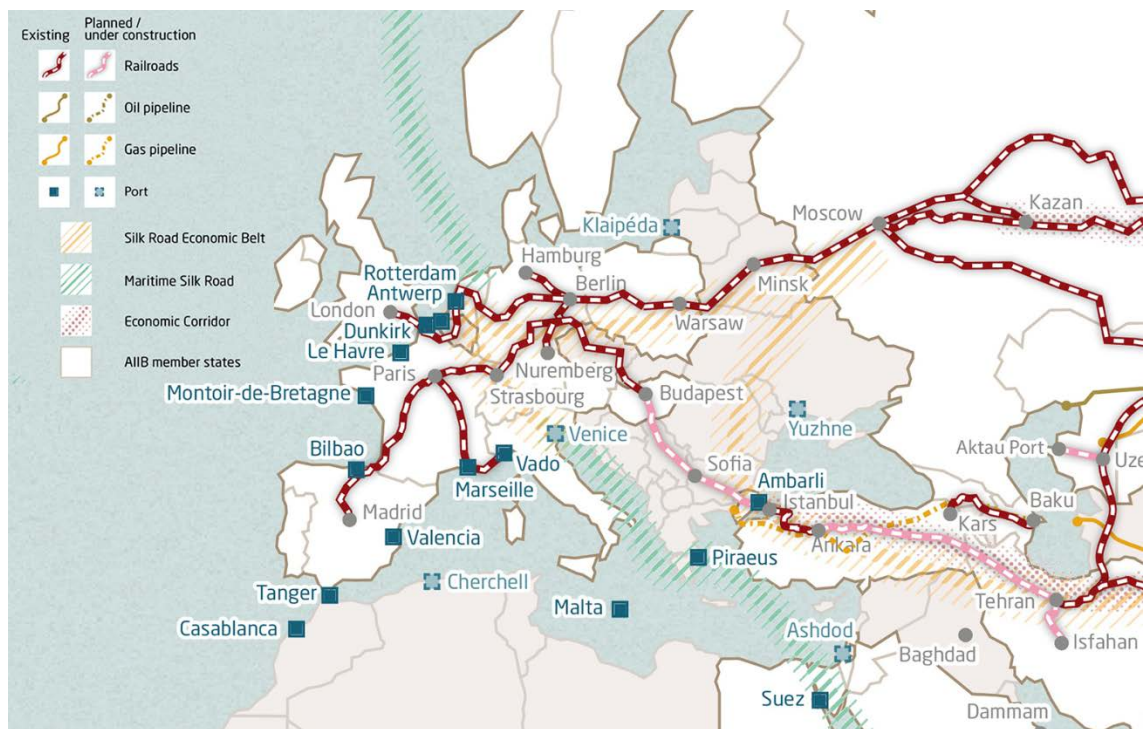 Existing
Planned /
under construction
Railroads
Oil pipeline
Gas pipeline
Port
Silk Road Economic Belt
Maritime Silk Road
Economic Corridor
AIIB member states
Moscow
Kazan
Klaipéda
Hamburg
Minsk
Rotterdam
Berlin
Antwerp
London
Warsaw
Dunkirk
Le Havre
Paris
Nuremberg
Strasbourg
Budapest
Montoir-de-Bretagne
Yuzhne
Venice
Bilbao
Aktau Port
Uze
Vado
Sofia
Marseille
Ambarli
Istanbul
Baku
Madrid
Kars
Valencia
Ankara
Piraeus
Cherchell
Tanger
Malta
Tehran
Casablanca
Ashdod
Baghdad
Isfahan
Suez
Dammam